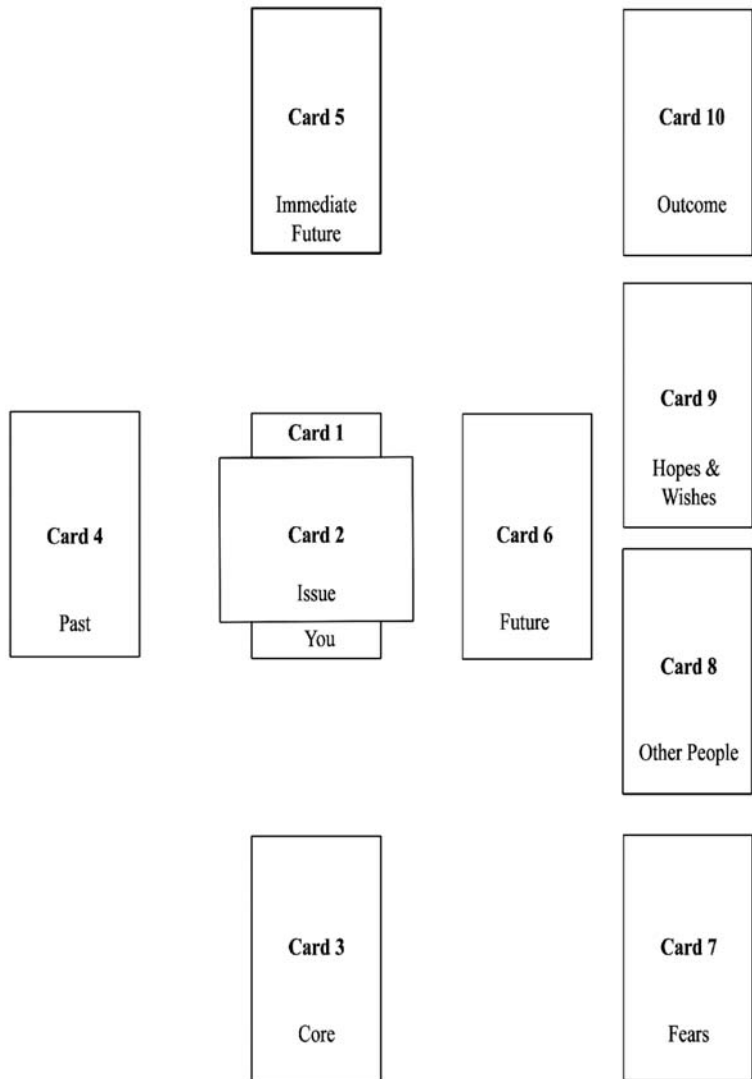 Card 5
Immediate
Future
Card 10
Outcome
Card 9
Hopes &
Wishes
Card 1
Card 4
Past
Card 2
Issue
You
Card 6
Future
Card 8
Other People
Card 3
Core
Card 7
Fears